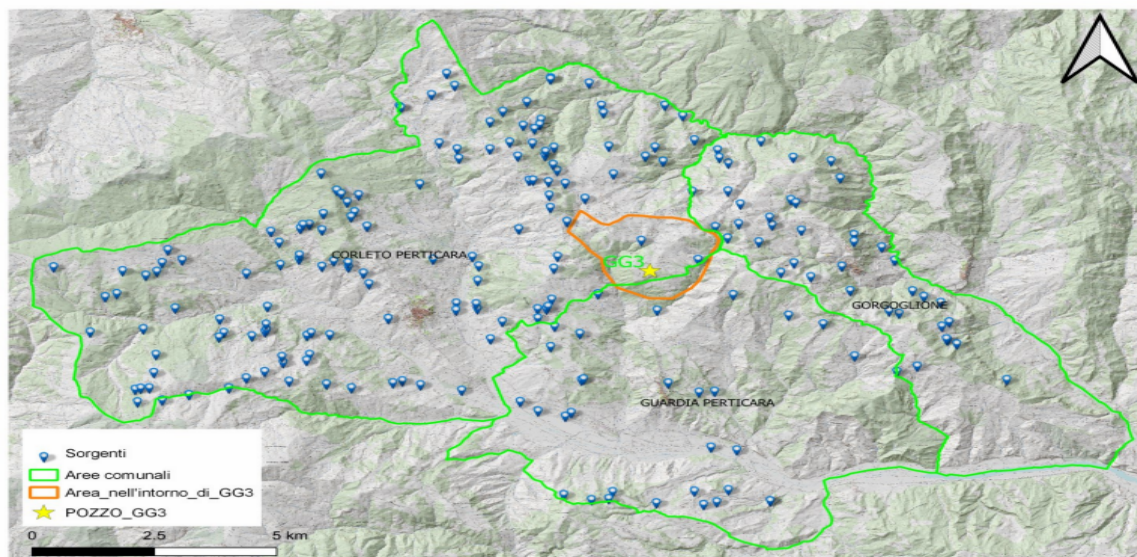 CORLETO PERTICARA
GG3
GORGOGLIONE
GUARDIA PERTICARA
Sorgenti
Aree comunali
Area_nell'intorno_di_GG3
POZZO_GG3
0 2.5 5 km